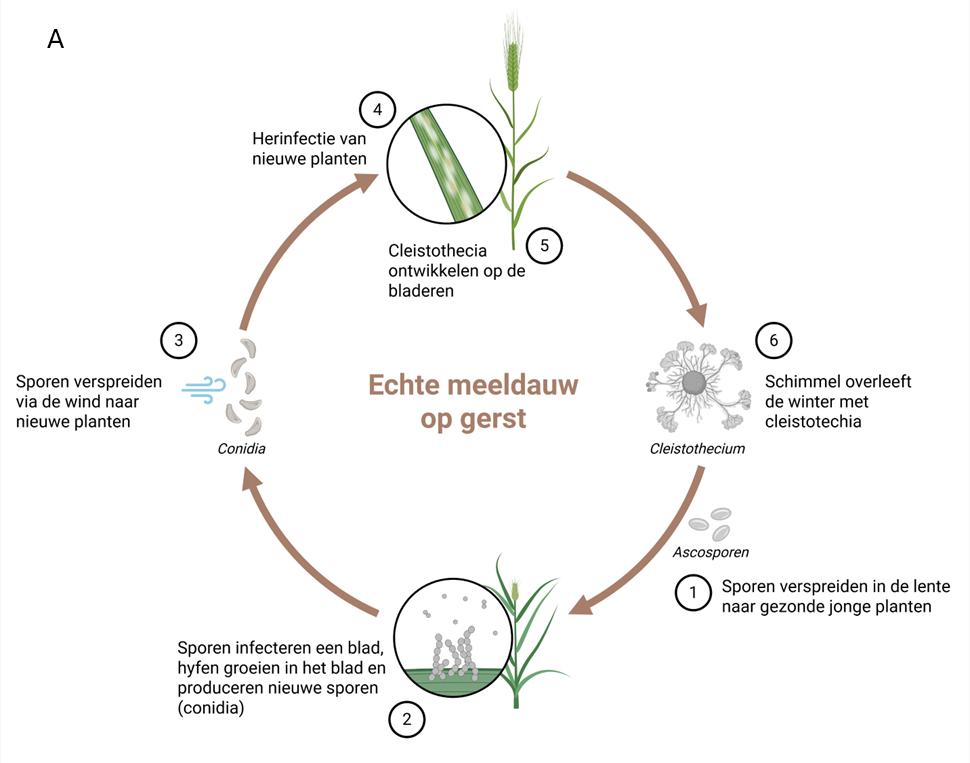 A
4
Herinfectie van
nieuwe planten
Cleistothecia
ontwikkelen op de
bladeren
5
3
Sporen verspreiden
via de wind naar
nieuwe planten
Conidia
Echte meeldauw
op gerst
6
Schimmel overleeft
de winter met
cleistotechia
Cleistothecium
Ascosporen
1
Sporen verspreiden in de lente
naar gezonde jonge planten
Sporen infecteren een blad,
hyfen groeien in het blad en
produceren nieuwe sporen
(conidia)
2